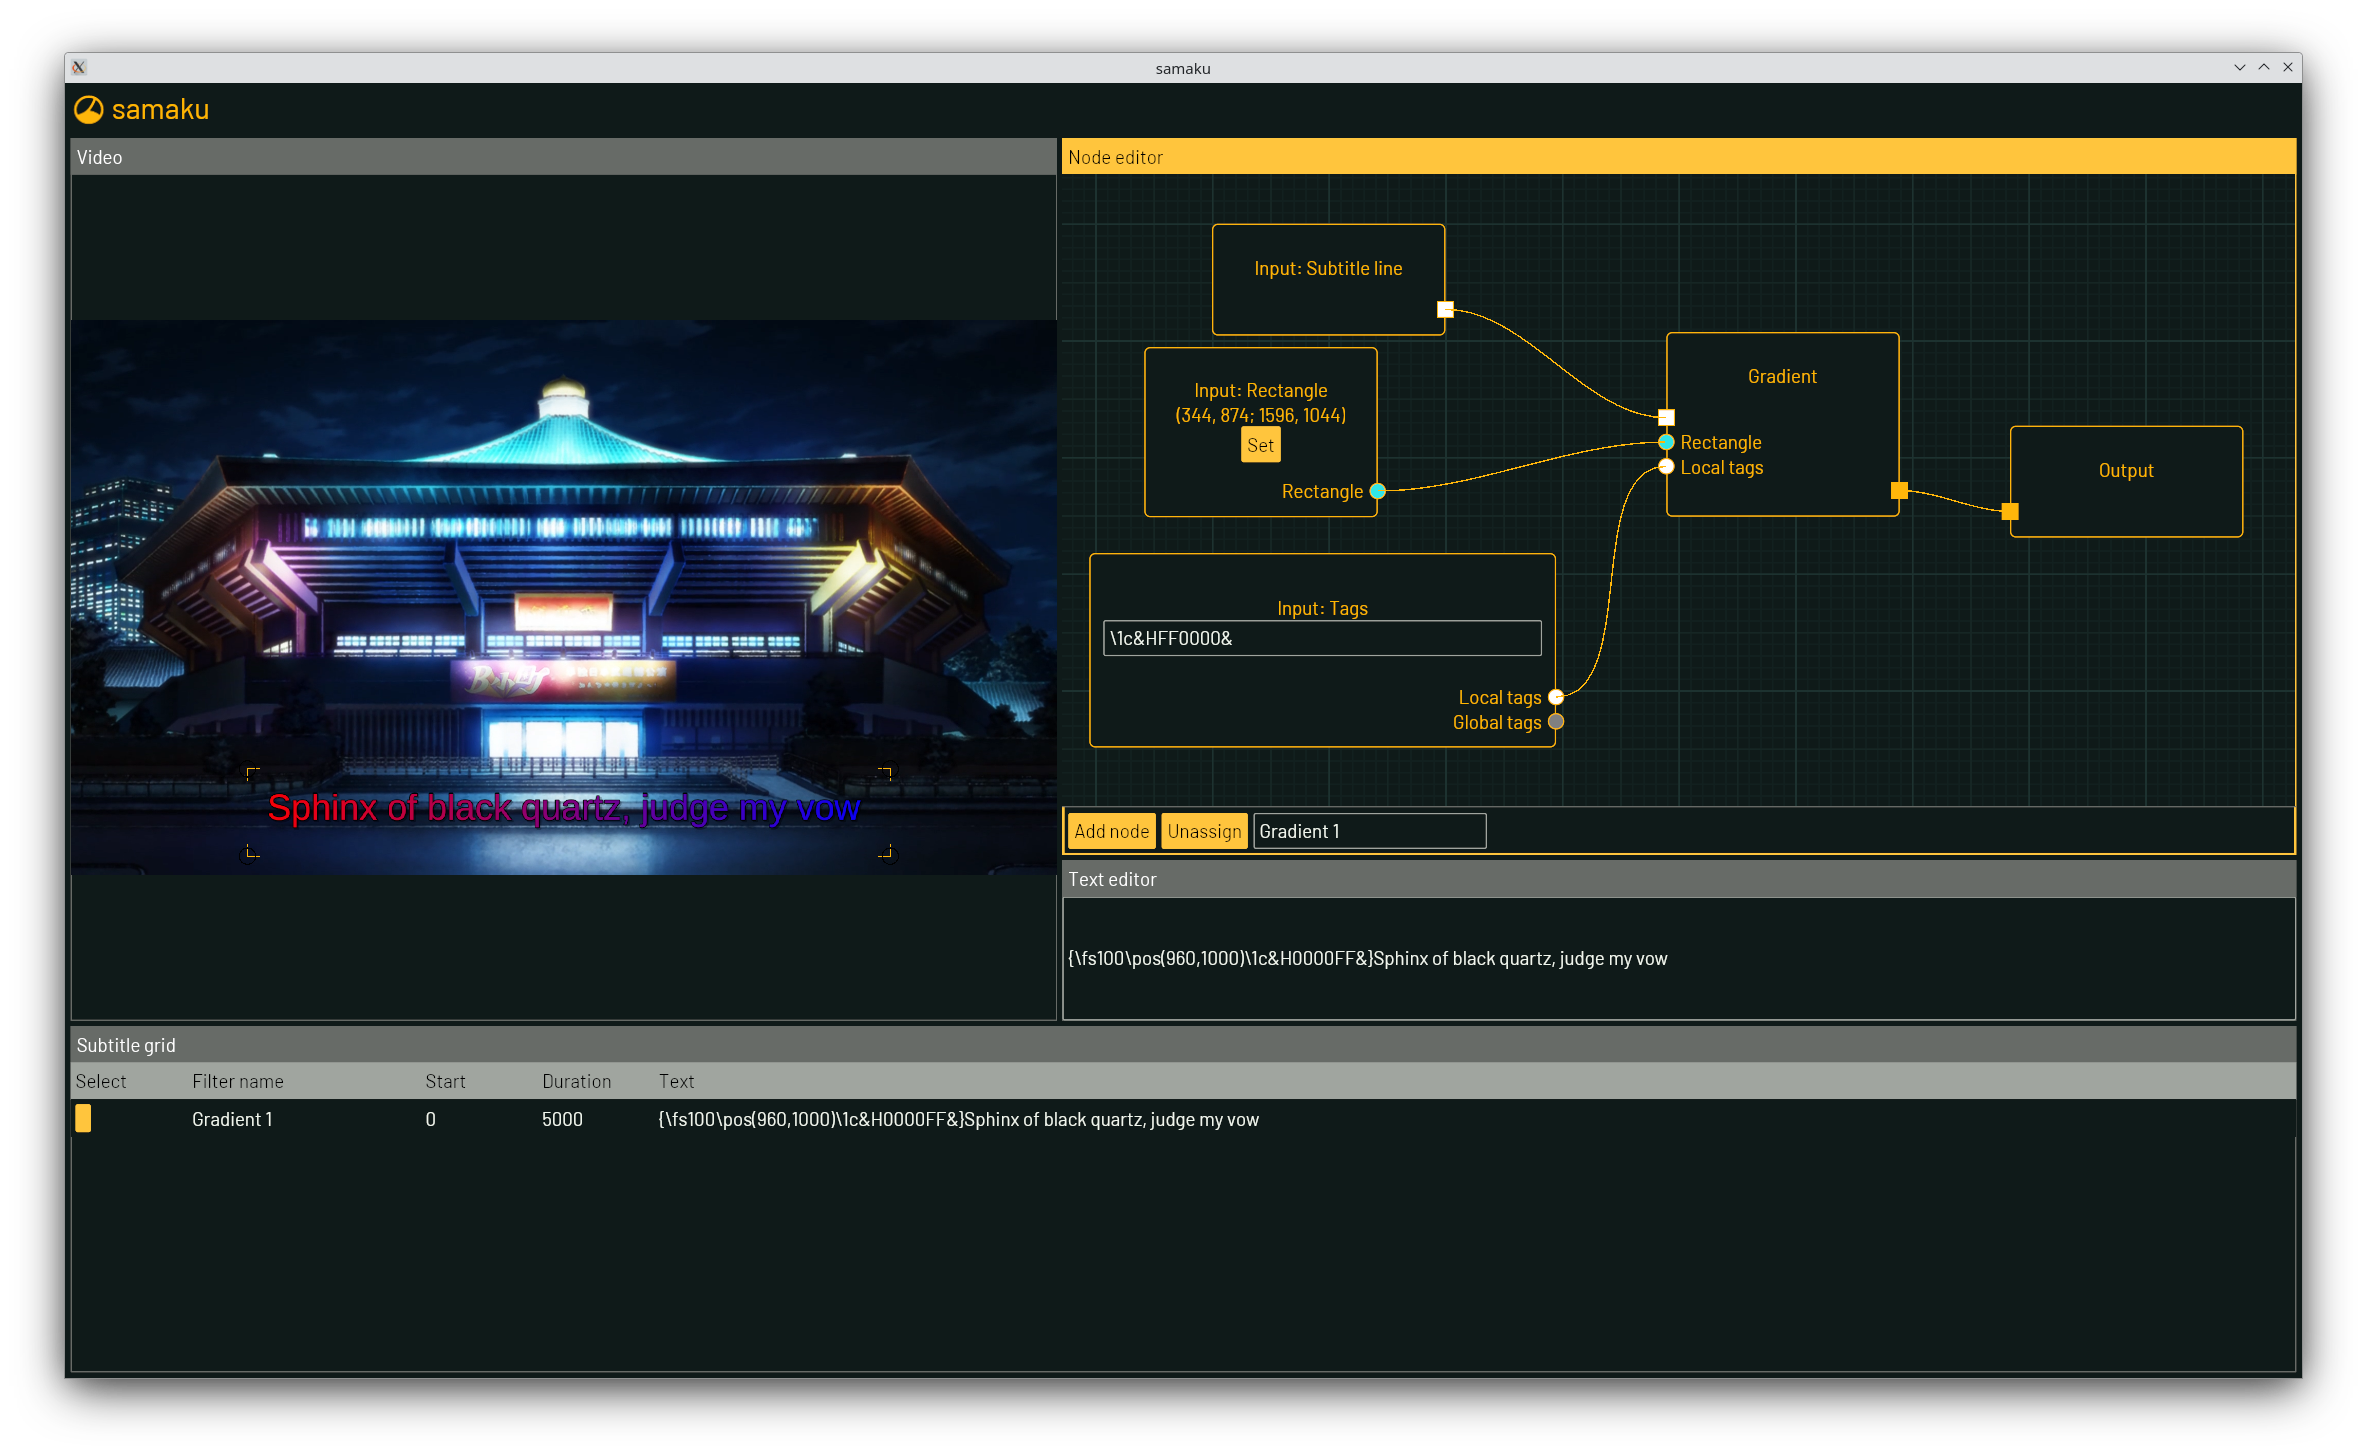 samaku
samaku
Video
Sphinx of black quartz, judge my vow
Node editor
Input: Subtitle line
Input: Rectangle
(344, 874; 1596, 1044)
Set
Rectangle
Gradient
Rectangle
Local tags
Output
Input: Tags
\1c&HFF0000&
Local tags
Global tags
Add node Unassign Gradient 1
Text editor
{\fs100\pos(960,1000)\1c&H0000FF&}Sphinx of black quartz, judge my vow
Subtitle grid
Select Filter name Start Duration Text
Gradient 1 0 5000 {\fs100\pos(960,1000)\1c&H0000FF&}Sphinx of black quartz, judge my vow